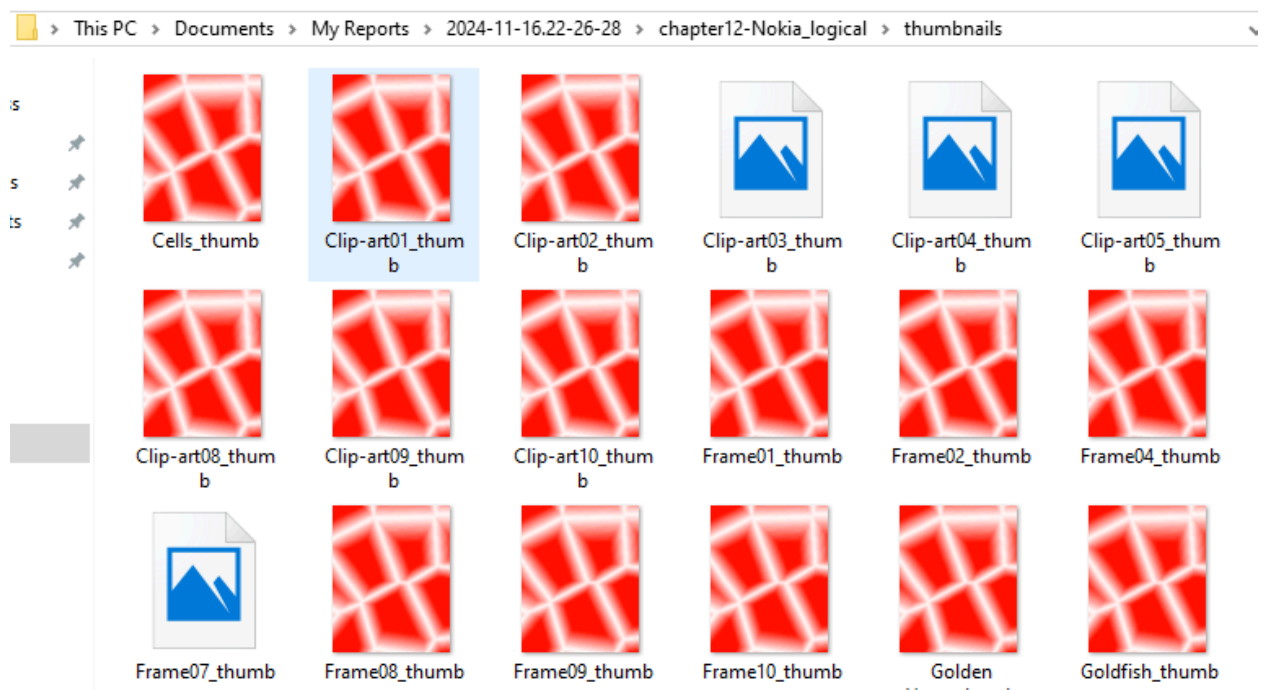 This PC > Documents > My Reports > 2024-11-16.22-26-28 > chapter12-Nokia_logical > thumbnails
Cells_thumb
Clip-art01_thum
b
Clip-art02_thum
b
Clip-art03_thum
b
Clip-art04_thum
b
Clip-art05_thum
b
Clip-art08_thum
b
Clip-art09_thum
b
Clip-art10_thum
b
Frame01_thumb
Frame02_thumb
Frame04_thumb
Frame07_thumb
Frame08_thumb
Frame09_thumb
Frame10_thumb
Golden
Goldfish_thumb